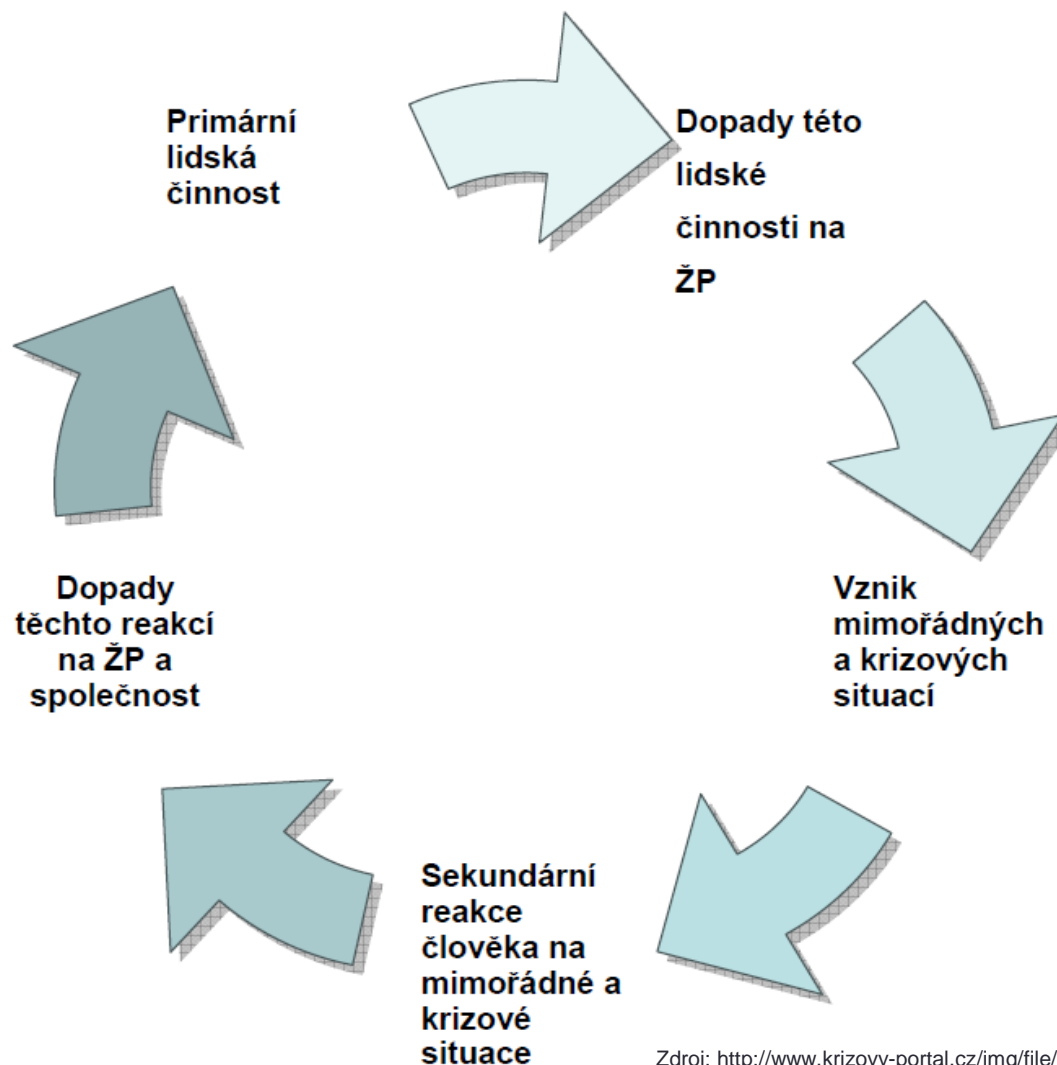 Primární
lidská
činnost
Dopady této
lidské
činnosti na
ŽP
Vznik
mimořádných
a krizových
situací
Sekundární
reakce
člověka na
mimořádné a
krizové
situace
Dopady
těchto reakcí
na ŽP a
společnost
Zdroj: http://www.krizovy-portal.cz/img/file/